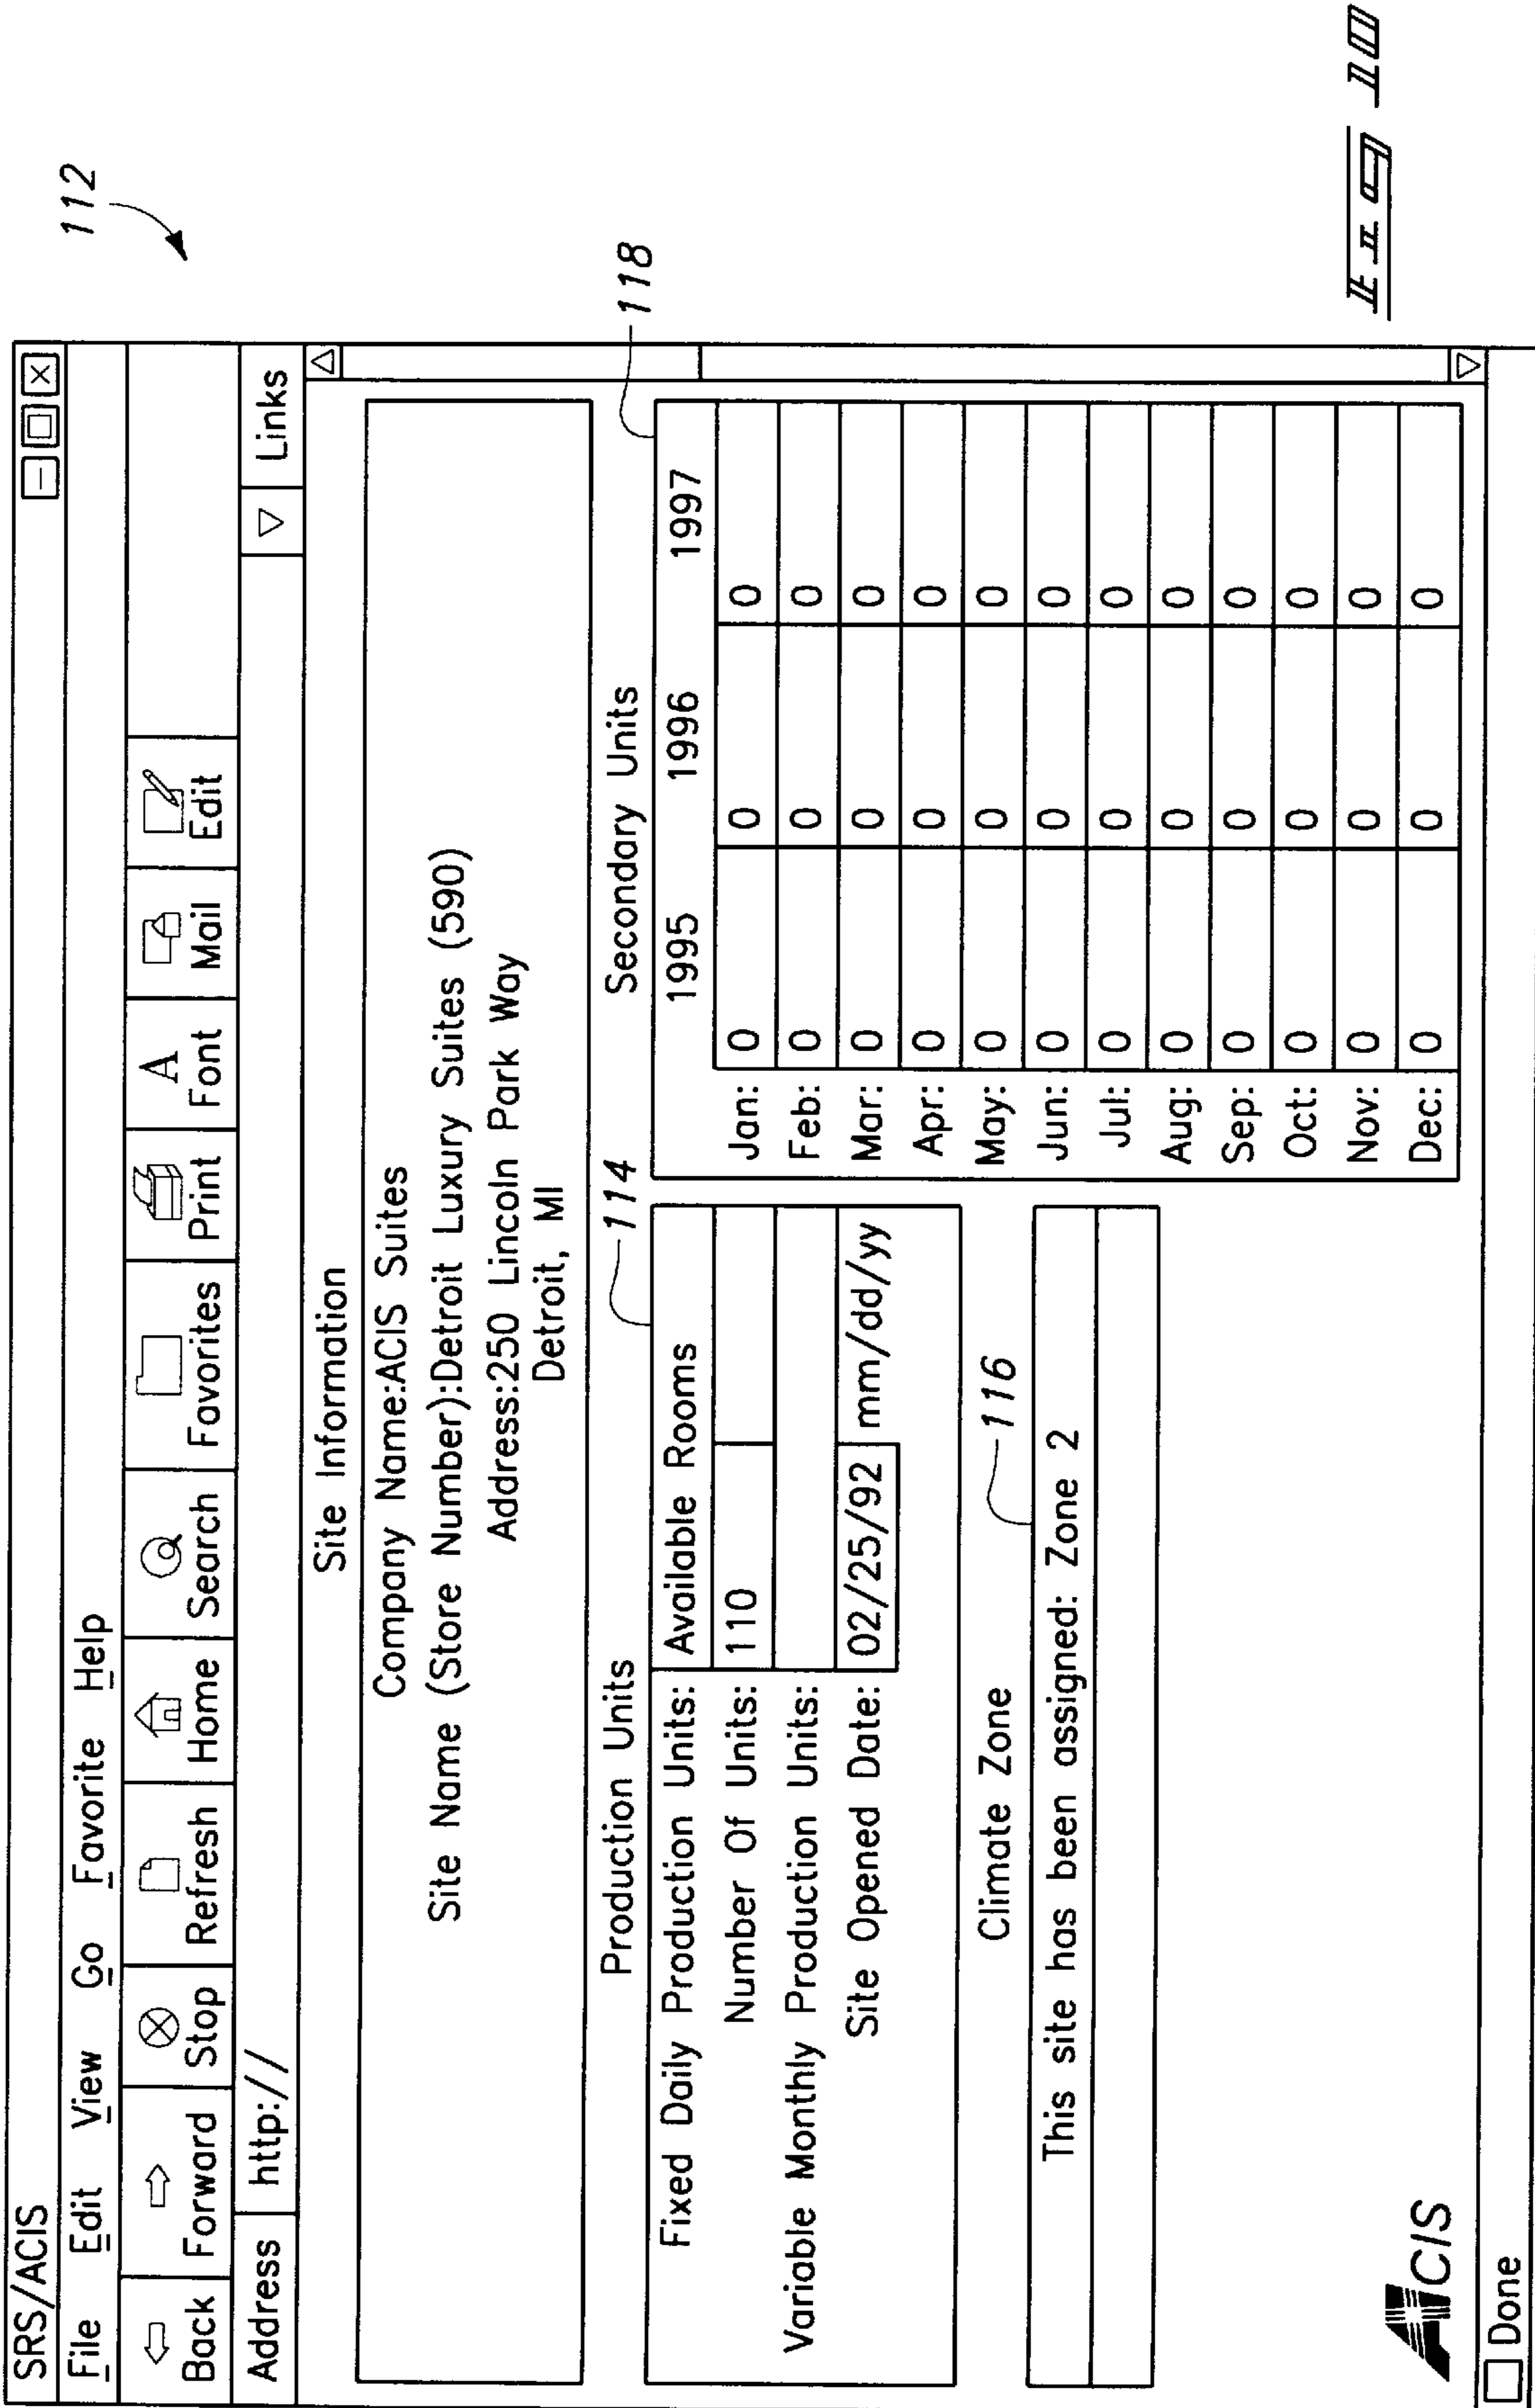 112
SRS/ACIS
File Edit View Go Favorite Help
Back Forward Stop Refresh Home Search Favorites Print Font Mail Edit
Address http:// Links
Site Information
Company Name:ACIS Suites
Site Name (Store Number):Detroit Luxury Suites (590)
Address:250 Lincoln Park Way
Detroit, MI
Production Units
114
Fixed Daily Production Units: Available Rooms
Number Of Units: 110
Variable Monthly Production Units:
Site Opened Date: 02/25/92 mm/dd/yy
Climate Zone
116
This site has been assigned: Zone 2
Secondary Units
118
1995 1996 1997
Jan: 0 0 0
Feb: 0 0 0
Mar: 0 0 0
Apr: 0 0 0
May: 0 0 0
Jun: 0 0 0
Jul: 0 0 0
Aug: 0 0 0
Sep: 0 0 0
Oct: 0 0 0
Nov: 0 0 0
Dec: 0 0 0
ACIS
Done
Fig 10